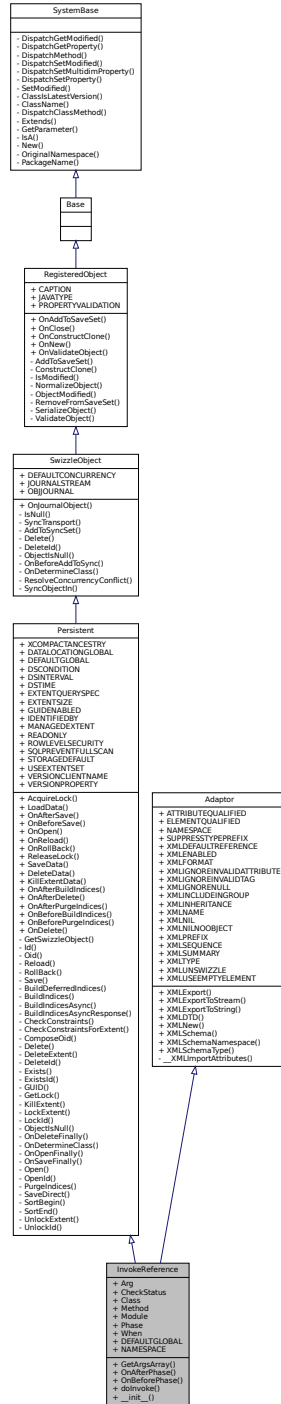 SystemBase
- DispatchGetModified()
- DispatchGetProperty()
- DispatchMethod()
- DispatchSetModified()
- DispatchSetMultidimProperty()
- DispatchSetProperty()
- SetModified()
- ClassIsLatestVersion()
- ClassName()
- DispatchClassMethod()
- Extends()
- GetParameter()
- IsA()
- New()
- OriginalNamespace()
- PackageName()
Base
RegisteredObject
+ CAPTION
+ JAVATYPE
+ PROPERTYVALIDATION
+ OnAddToSaveSet()
+ OnClose()
+ OnConstructClone()
+ OnNew()
+ OnValidateObject()
- AddToSaveSet()
- ConstructClone()
- IsModified()
- NormalizeObject()
- ObjectModified()
- RemoveFromSaveSet()
- SerializeObject()
- ValidateObject()
SwizzleObject
+ DEFAULTCONCURRENCY
+ JOURNALSTREAM
+ OBJJOURNAL
+ OnJournalObject()
- IsNull()
- SyncTransport()
- AddToSyncSet()
- Delete()
- DeleteId()
- ObjectIsNull()
- OnBeforeAddToSync()
- OnDetermineClass()
- ResolveConcurrencyConflict()
- SyncObjectIn()
Persistent
+ XCOMPACTANCESTRY
+ DATALOCATIONGLOBAL
+ DEFAULTGLOBAL
+ DSCONDITION
+ DSINTERVAL
+ DSTIME
+ EXTENTQUERYSPEC
+ EXTENTSIZE
+ GUIDENABLED
+ IDENTIFIEDBY
+ MANAGEDEXTENT
+ READONLY
+ ROWLEVELSECURITY
+ SQLPREVENTFULLSCAN
+ STORAGEDEFAULT
+ USEEXTENTSET
+ VERSIONCLIENTNAME
+ VERSIONPROPERTY
+ AcquireLock()
+ LoadData()
+ OnAfterSave()
+ OnBeforeSave()
+ OnOpen()
+ OnReload()
+ OnRollBack()
+ ReleaseLock()
+ SaveData()
+ DeleteData()
+ KillExtentData()
+ OnAfterBuildIndices()
+ OnAfterDelete()
+ OnAfterPurgeIndices()
+ OnBeforeBuildIndices()
+ OnBeforePurgeIndices()
+ OnDelete()
- GetSwizzleObject()
- Id()
- Oid()
- Reload()
- RollBack()
- Save()
- BuildDeferredIndices()
- BuildIndices()
- BuildIndicesAsync()
- BuildIndicesAsyncResponse()
- CheckConstraints()
- CheckConstraintsForExtent()
- ComposeOid()
- Delete()
- DeleteExtent()
- DeleteId()
- Exists()
- ExistsId()
- GUID()
- GetLock()
- KillExtent()
- LockExtent()
- LockId()
- ObjectIsNull()
- OnDeleteFinally()
- OnDetermineClass()
- OnOpenFinally()
- OnSaveFinally()
- Open()
- OpenId()
- PurgeIndices()
- SaveDirect()
- SortBegin()
- SortEnd()
- UnlockExtent()
- UnlockId()
Adaptor
+ ATTRIBUTEQUALIFIED
+ ELEMENTQUALIFIED
+ NAMESPACE
+ SUPPRESSTYPEPREFIX
+ XMLDEFAULTREFERENCE
+ XMLENABLED
+ XMLFORMAT
+ XMLIGNOREINVALIDATTRIBUTE
+ XMLIGNOREINVALIDTAG
+ XMLIGNORENULL
+ XMLINCLUDEINGROUP
+ XMLINHERITANCE
+ XMLNAME
+ XMLNIL
+ XMLNILNOOBJECT
+ XMLPREFIX
+ XMLSEQUENCE
+ XMLSUMMARY
+ XMLTYPE
+ XMLUNSWIZZLE
+ XMLUSEEMPTYELEMENT
+ XMLExport()
+ XMLExportToStream()
+ XMLExportToString()
+ XMLDTD()
+ XMLNew()
+ XMLSchema()
+ XMLSchemaNamespace()
+ XMLSchemaType()
- __XMLImportAttributes()
InvokeReference
+ Arg
+ CheckStatus
+ Class
+ Method
+ Module
+ Phase
+ When
+ DEFAULTGLOBAL
+ NAMESPACE
+ GetArgsArray()
+ OnAfterPhase()
+ OnBeforePhase()
+ doInvoke()
+ __init__()